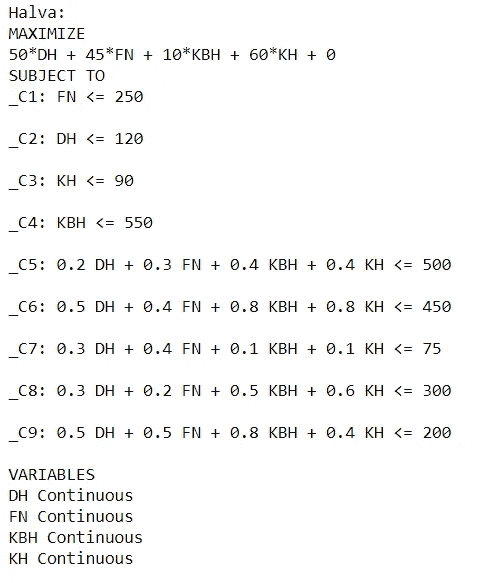 Halva:
MAXIMIZE
50*DH + 45*FN + 10*KBH + 60*KH + 0
SUBJECT TO
_C1: FN <= 250
_C2: DH <= 120
_C3: KH <= 90
_C4: KBH <= 550
_C5: 0.2 DH + 0.3 FN + 0.4 KBH + 0.4 KH <= 500
_C6: 0.5 DH + 0.4 FN + 0.8 KBH + 0.8 KH <= 450
_C7: 0.3 DH + 0.4 FN + 0.1 KBH + 0.1 KH <= 75
_C8: 0.3 DH + 0.2 FN + 0.5 KBH + 0.6 KH <= 300
_C9: 0.5 DH + 0.5 FN + 0.8 KBH + 0.4 KH <= 200
VARIABLES
DH Continuous
FN Continuous
KBH Continuous
KH Continuous